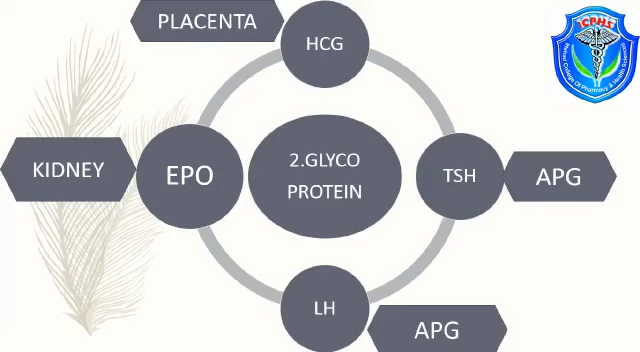 PLACENTA
HCG
ICPHS
KIDNEY
EPO
2.GLYCO
PROTEIN
TSH
APG
LH
APG